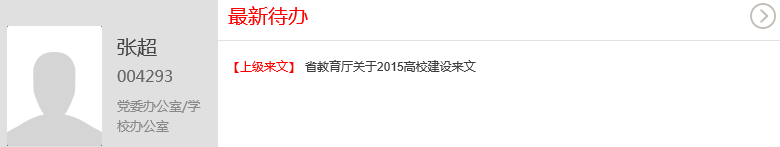 张超
004293
党委办公室/学
校办公室
最新待办
【上级来文】 省教育厅关于2015高校建设来文